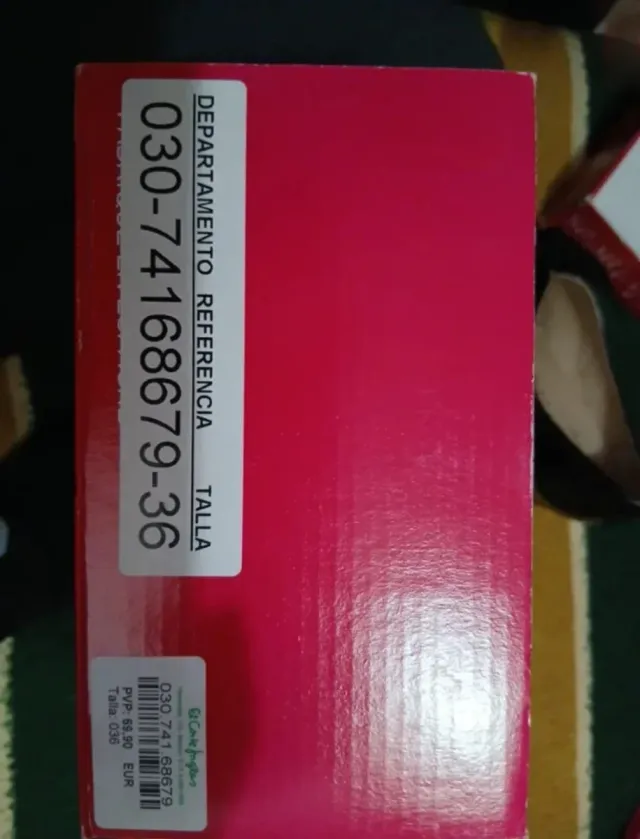 DEPARTAMENTO REFERENCIA TALLA
030-74168679-36
El Corte Inglés
030 741 68679
PVP: 69,90 EUR
Talla: 036